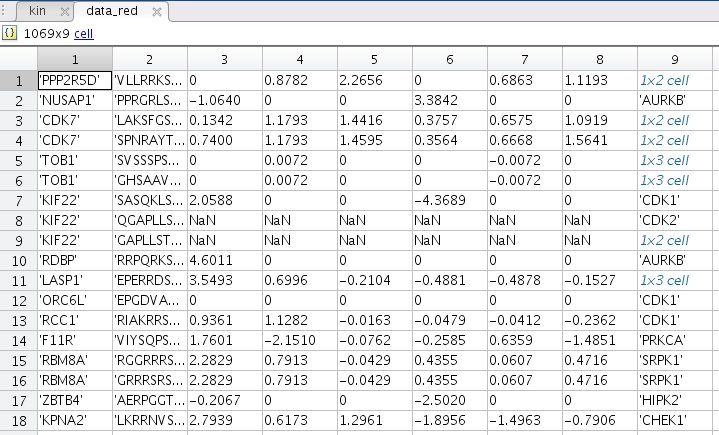 kin × data_red ×
{} 1069x9 cell
1 2 3 4 5 6 7 8 9
1 'PPP2R5D' 'VLLRRKS... 0 0.8782 2.2656 0 0.6863 1.1193 1x2 cell
2 'NUSAP1' 'PPRGRLS... −1.0640 0 0 3.3842 0 0 'AURKB'
3 'CDK7' 'LAKSFGS... 0.1342 1.1793 1.4416 0.3757 0.6575 1.0919 1x2 cell
4 'CDK7' 'SPNRAYT... 0.7400 1.1793 1.4595 0.3564 0.6668 1.5641 1x2 cell
5 'TOB1' 'SVSSSPS... 0 0.0072 0 0 −0.0072 0 1x3 cell
6 'TOB1' 'GHSAAV... 0 0.0072 0 0 −0.0072 0 1x3 cell
7 'KIF22' 'SASQKLS... 2.0588 0 0 −4.3689 0 0 'CDK1'
8 'KIF22' 'QGAPLLS... NaN NaN NaN NaN NaN NaN 'CDK2'
9 'KIF22' 'GAPLLST... NaN NaN NaN NaN NaN NaN 1x2 cell
10 'RDBP' 'RRPQRKS... 4.6011 0 0 0 0 0 'AURKB'
11 'LASP1' 'EPERRDS... 3.5493 0.6996 −0.2104 −0.4881 −0.4878 −0.1527 1x3 cell
12 'ORC6L' 'EPGDVA... 0 0 0 0 0 0 'CDK1'
13 'RCC1' 'RIAKRRS... 0.9361 1.1282 −0.0163 −0.0479 −0.0412 −0.2362 'CDK1'
14 'F11R' 'VIYSQPS... 1.7601 −2.1510 −0.0762 −0.2585 0.6359 −1.4851 'PRKCA'
15 'RBM8A' 'RGGRRRS... 2.2829 0.7913 −0.0429 0.4355 0.0607 0.4716 'SRPK1'
16 'RBM8A' 'GRRRSRS... 2.2829 0.7913 −0.0429 0.4355 0.0607 0.4716 'SRPK1'
17 'ZBTB4' 'AERPGGT... −0.2067 0 0 −2.5020 0 0 'HIPK2'
18 'KPNA2' 'LKRRNVS... 2.7939 0.6173 1.2961 −1.8956 −1.4963 −0.7906 'CHEK1'